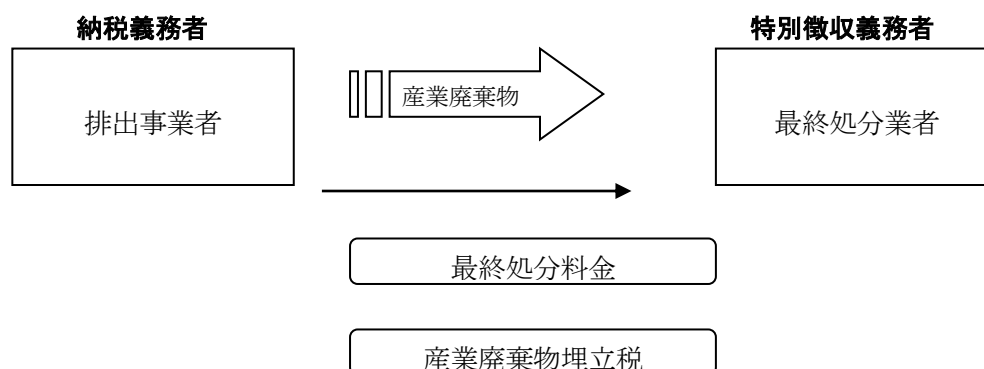 納税義務者
特別徴収義務者
排出事業者
産業廃棄物
最終処分業者
最終処分料金
産業廃棄物埋立税